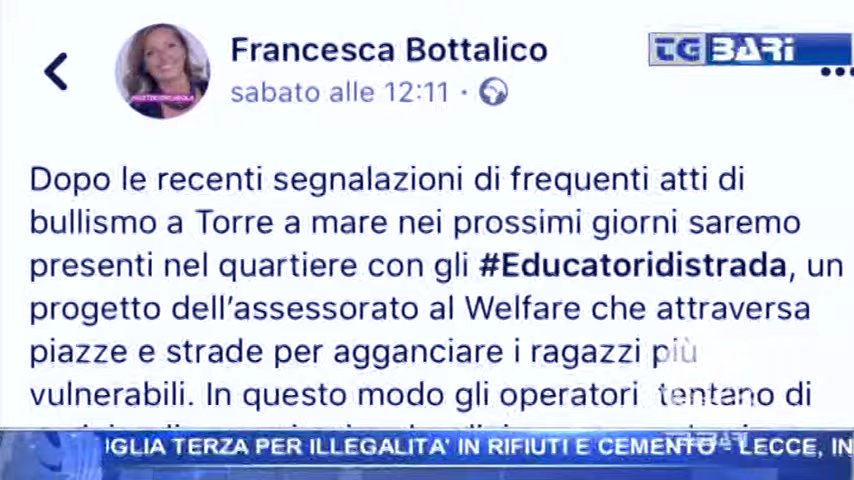 Francesca Bottalico
TG BARI
sabato alle 12:11
Dopo le recenti segnalazioni di frequenti atti di
bullismo a Torre a mare nei prossimi giorni saremo
presenti nel quartiere con gli #Educatoridistrada, un
progetto dell'assessorato al Welfare che attraversa
piazze e strade per agganciare i ragazzi più
vulnerabili. In questo modo gli operatori tentano di
UGLIA TERZA PER ILLEGALITA' IN RIFIUTI E CEMENTO - LECCE, IN
TG BARI